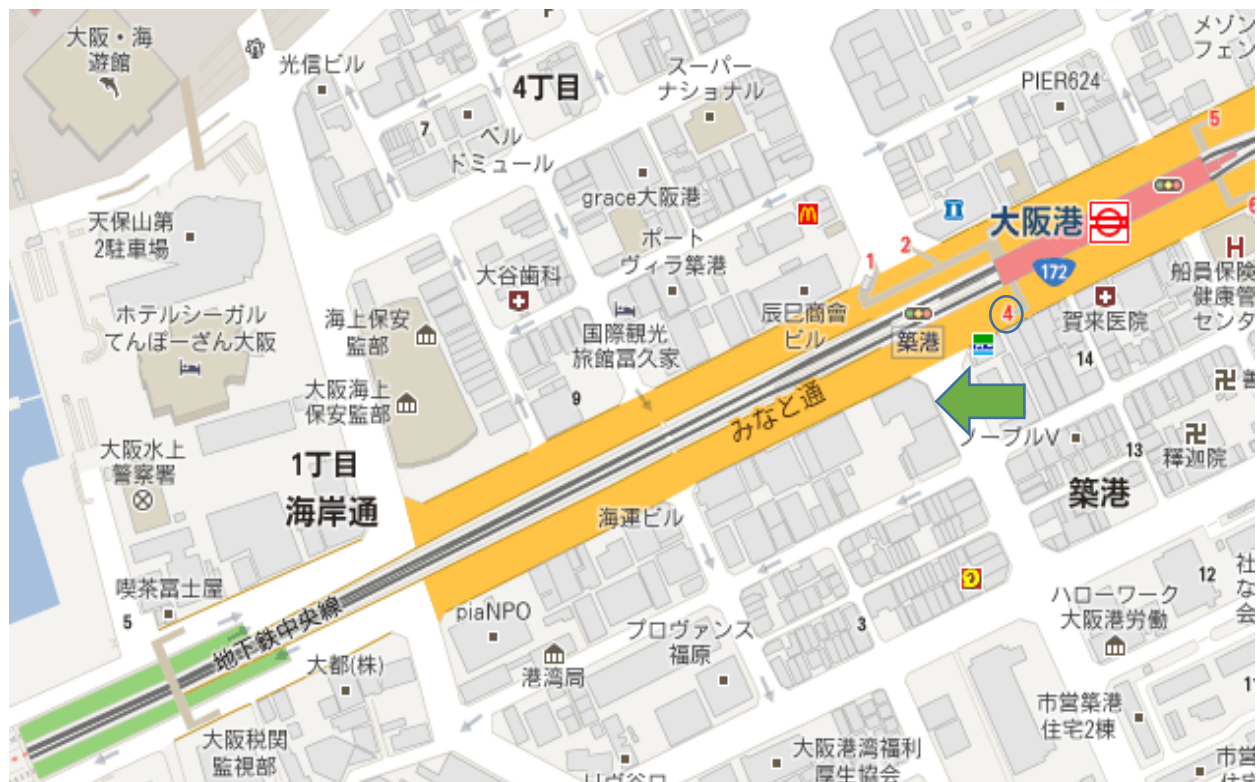 大阪・海
遊館
光信ビル
4丁目
スーパー
ナショナル
メゾン
フェン
PIER624
7
ベル
ドミュール
5
grace大阪港
天保山第
2駐車場
ポート
ヴィラ築港
大谷歯科
1
2
大阪港
172
6
船員保険
健康管
センタ
ホテルシーガル
てんぽーざん大阪
海上保安
監部
国際観光
旅館冨久家
辰巳商會
ビル
築港
4
賀来医院
14
大阪海上
保安監部
9
みなと通
善
ノーブルV
13
釋迦院
大阪水上
警察署
1丁目
海岸通
築港
海運ビル
喫茶冨士屋
5
地下鉄中央線
piaNPO
プロヴァンス
福原
3
ハローワーク
大阪港労働
12
社
な
会
大都(株)
港湾局
市営築港
住宅2棟
11
大阪税関
監視部
大阪港湾福利
厚生協会
市営
住宅